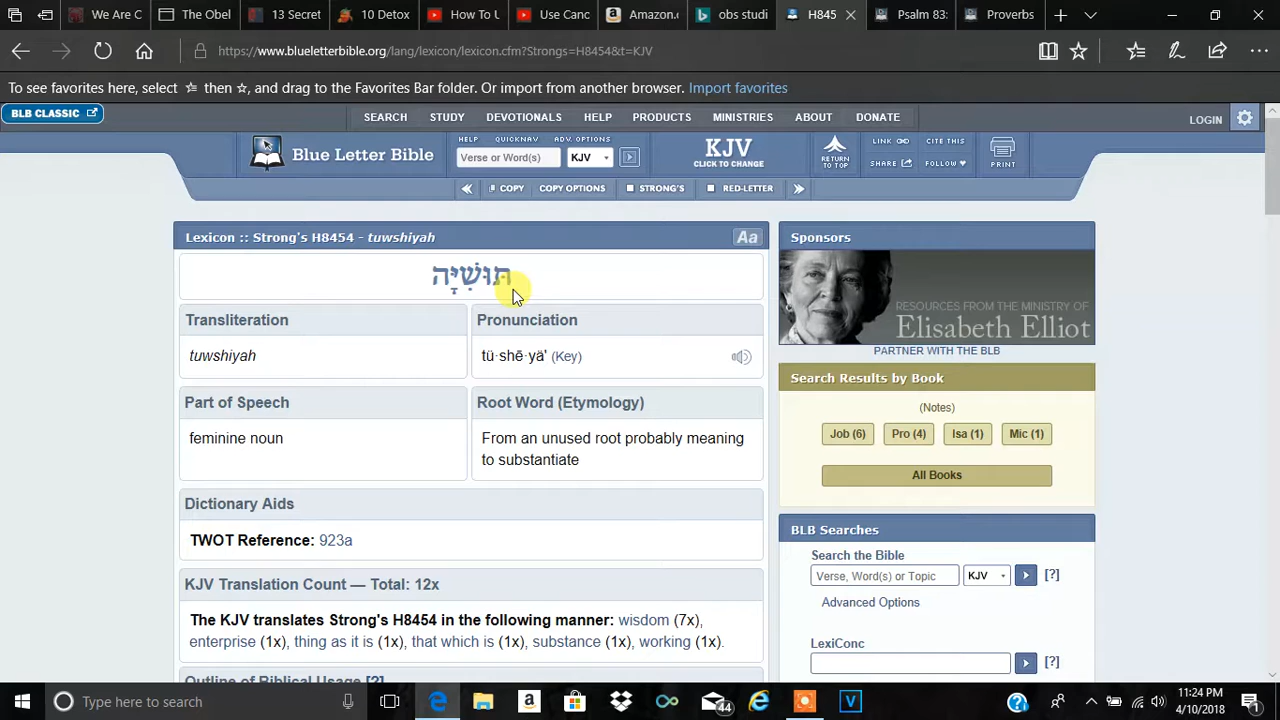 We Are C
The Obel
13 Secret
10 Detox
How To U
Use Canc
Amazon.c
obs studi
H845
Psalm 83:
Proverbs
https://www.blueletterbible.org/lang/lexicon/lexicon.cfm?Strongs=H8454&t=KJV
To see favorites here, select then, and drag to the Favorites Bar folder. Or import from another browser. Import favorites
BLB CLASSIC
SEARCH STUDY DEVOTIONALS HELP PRODUCTS MINISTRIES ABOUT DONATE
LOGIN
Blue Letter Bible
HELP QUICKNAV ADV. OPTIONS
Verse or Word(s) KJV
KJV
CLICK TO CHANGE
RETURN TO TOP
LINK CITE THIS
SHARE FOLLOW
PRINT
COPY COPY OPTIONS STRONG'S RED-LETTER
Lexicon :: Strong's H8454 - tuwshiyah Aa
תּוּשִׁיָּה
Transliteration
tuwshiyah
Pronunciation
tü·shē·yä' (Key)
Part of Speech
feminine noun
Root Word (Etymology)
From an unused root probably meaning
to substantiate
Dictionary Aids
TWOT Reference: 923a
KJV Translation Count — Total: 12x
The KJV translates Strong's H8454 in the following manner: wisdom (7x),
enterprise (1x), thing as it is (1x), that which is (1x), substance (1x), working (1x).
Outline of Biblical Usage [?]
Sponsors
RESOURCES FROM THE MINISTRY OF
Elisabeth Elliot
PARTNER WITH THE BLB
Search Results by Book
(Notes)
Job (6) Pro (4) Isa (1) Mic (1)
All Books
BLB Searches
Search the Bible
Verse, Word(s) or Topic KJV [?]
Advanced Options
LexiConc
[?]
Type here to search
44
11:24 PM
4/10/2018
1